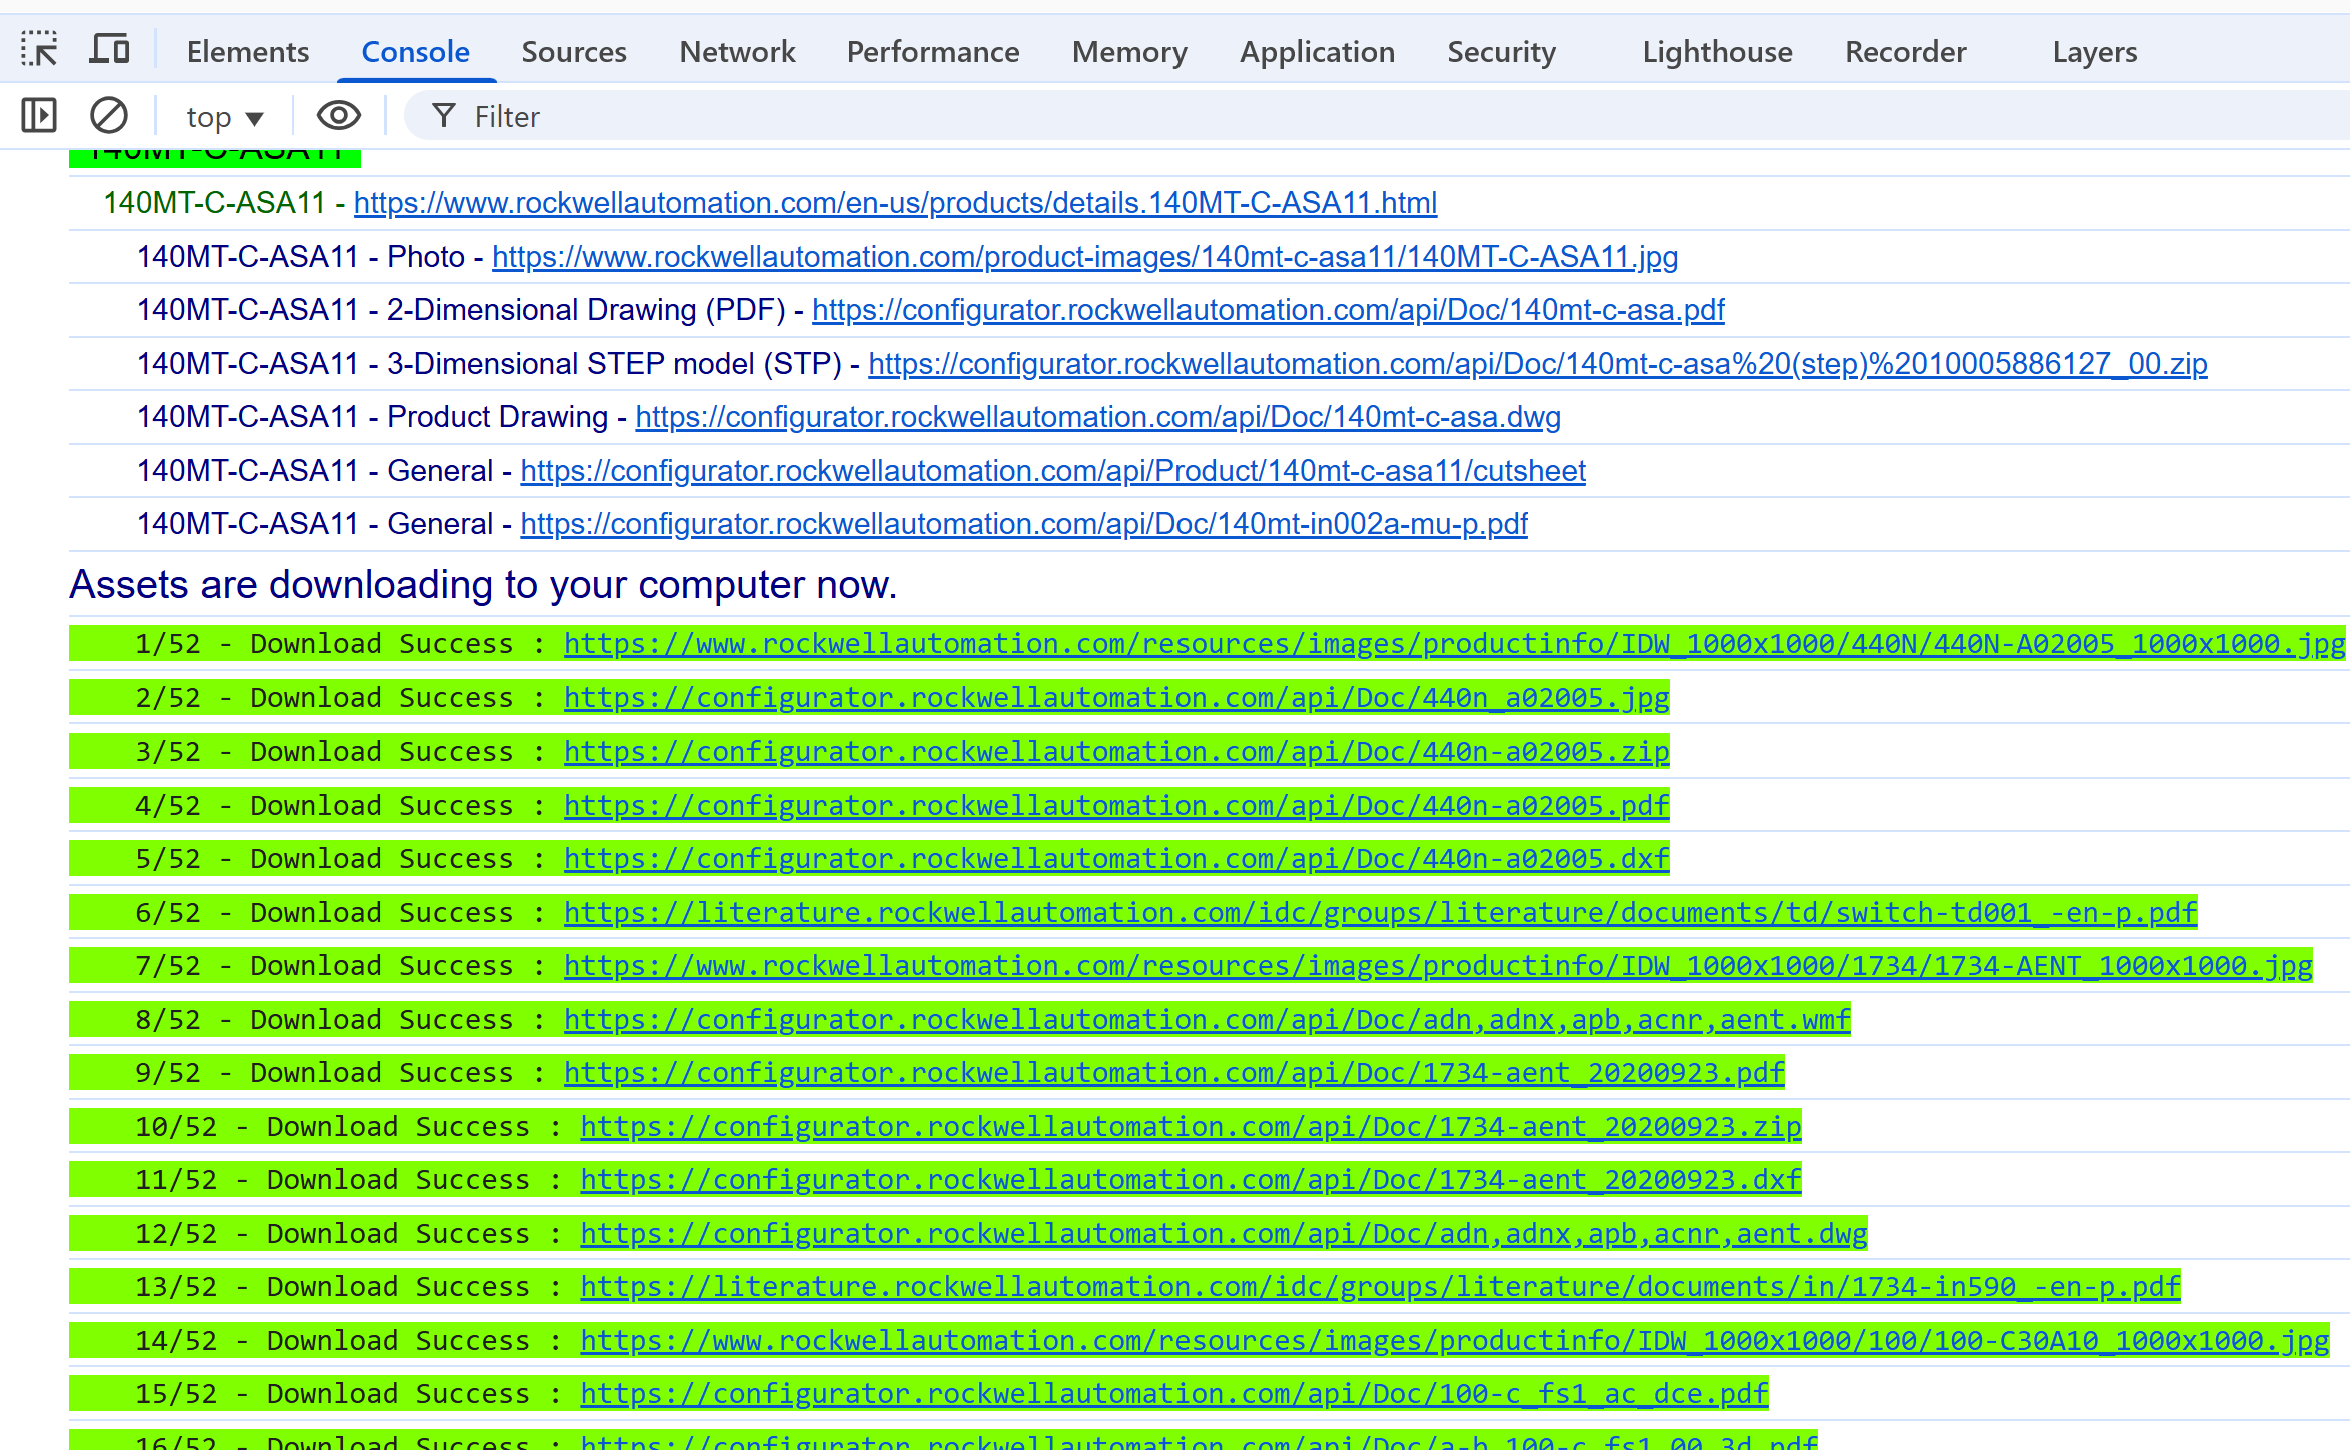 Elements Console Sources Network Performance Memory Application Security Lighthouse Recorder Layers
top Filter
140MT-C-ASA11
140MT-C-ASA11 - https://www.rockwellautomation.com/en-us/products/details.140MT-C-ASA11.html
140MT-C-ASA11 - Photo - https://www.rockwellautomation.com/product-images/140mt-c-asa11/140MT-C-ASA11.jpg
140MT-C-ASA11 - 2-Dimensional Drawing (PDF) - https://configurator.rockwellautomation.com/api/Doc/140mt-c-asa.pdf
140MT-C-ASA11 - 3-Dimensional STEP model (STP) - https://configurator.rockwellautomation.com/api/Doc/140mt-c-asa%20(step)%2010005886127_00.zip
140MT-C-ASA11 - Product Drawing - https://configurator.rockwellautomation.com/api/Doc/140mt-c-asa.dwg
140MT-C-ASA11 - General - https://configurator.rockwellautomation.com/api/Product/140mt-c-asa11/cutsheet
140MT-C-ASA11 - General - https://configurator.rockwellautomation.com/api/Doc/140mt-in002a-mu-p.pdf
Assets are downloading to your computer now.
1/52 - Download Success : https://www.rockwellautomation.com/resources/images/productinfo/IDW_1000x1000/440N/440N-A02005_1000x1000.jpg
2/52 - Download Success : https://configurator.rockwellautomation.com/api/Doc/440n_a02005.jpg
3/52 - Download Success : https://configurator.rockwellautomation.com/api/Doc/440n-a02005.zip
4/52 - Download Success : https://configurator.rockwellautomation.com/api/Doc/440n-a02005.pdf
5/52 - Download Success : https://configurator.rockwellautomation.com/api/Doc/440n-a02005.dxf
6/52 - Download Success : https://literature.rockwellautomation.com/idc/groups/literature/documents/td/switch-td001_-en-p.pdf
7/52 - Download Success : https://www.rockwellautomation.com/resources/images/productinfo/IDW_1000x1000/1734/1734-AENT_1000x1000.jpg
8/52 - Download Success : https://configurator.rockwellautomation.com/api/Doc/adn,adnx,apb,acnr,aent.wmf
9/52 - Download Success : https://configurator.rockwellautomation.com/api/Doc/1734-aent_20200923.pdf
10/52 - Download Success : https://configurator.rockwellautomation.com/api/Doc/1734-aent_20200923.zip
11/52 - Download Success : https://configurator.rockwellautomation.com/api/Doc/1734-aent_20200923.dxf
12/52 - Download Success : https://configurator.rockwellautomation.com/api/Doc/adn,adnx,apb,acnr,aent.dwg
13/52 - Download Success : https://literature.rockwellautomation.com/idc/groups/literature/documents/in/1734-in590_-en-p.pdf
14/52 - Download Success : https://www.rockwellautomation.com/resources/images/productinfo/IDW_1000x1000/100/100-C30A10_1000x1000.jpg
15/52 - Download Success : https://configurator.rockwellautomation.com/api/Doc/100-c_fs1_ac_dce.pdf
16/52 - Download Success : https://configurator.rockwellautomation.com/api/Doc/a-b_100-c_fs1_00_3d.pdf